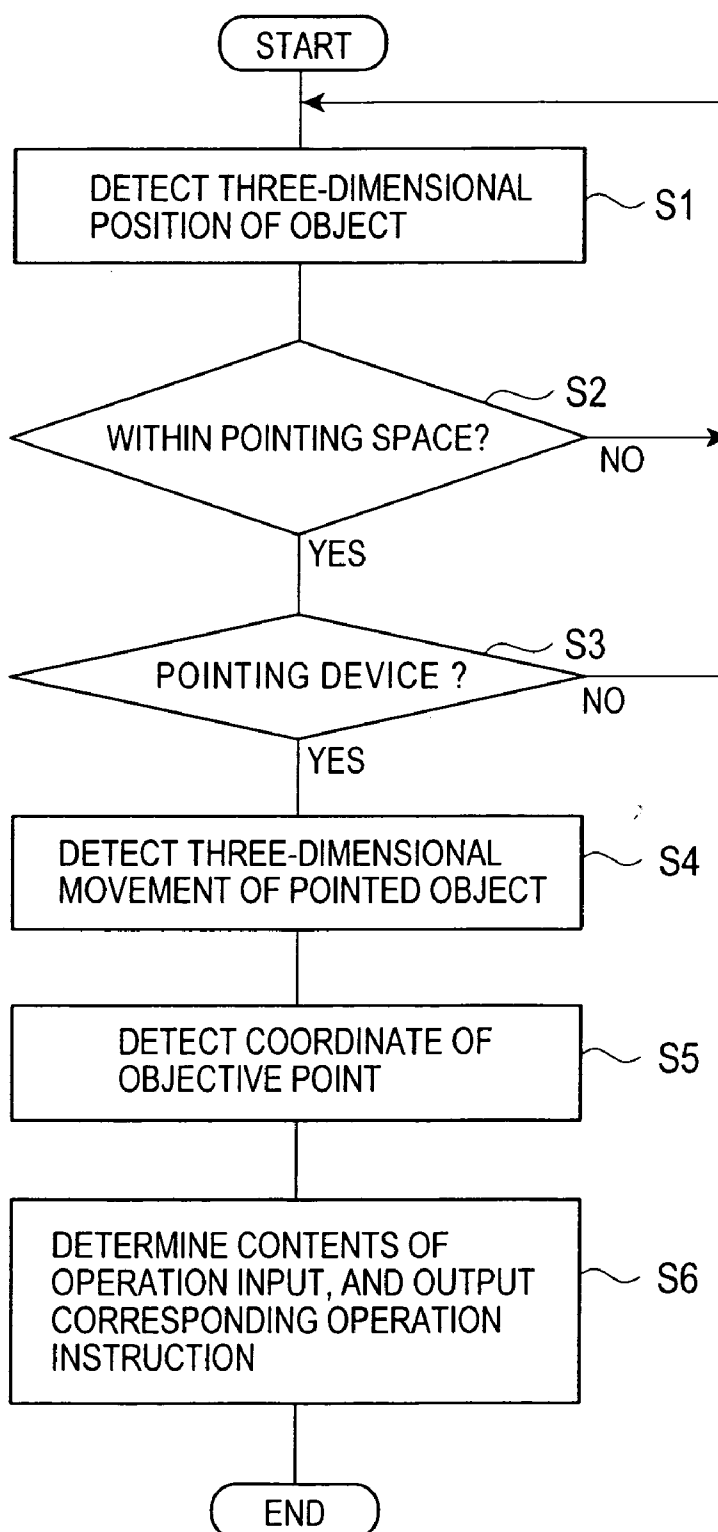 START
DETECT THREE-DIMENSIONAL
POSITION OF OBJECT
S1
S2
WITHIN POINTING SPACE?
NO
YES
S3
POINTING DEVICE ?
NO
YES
DETECT THREE-DIMENSIONAL
MOVEMENT OF POINTED OBJECT
S4
DETECT COORDINATE OF
OBJECTIVE POINT
S5
DETERMINE CONTENTS OF
OPERATION INPUT, AND OUTPUT
CORRESPONDING OPERATION
INSTRUCTION
S6
END